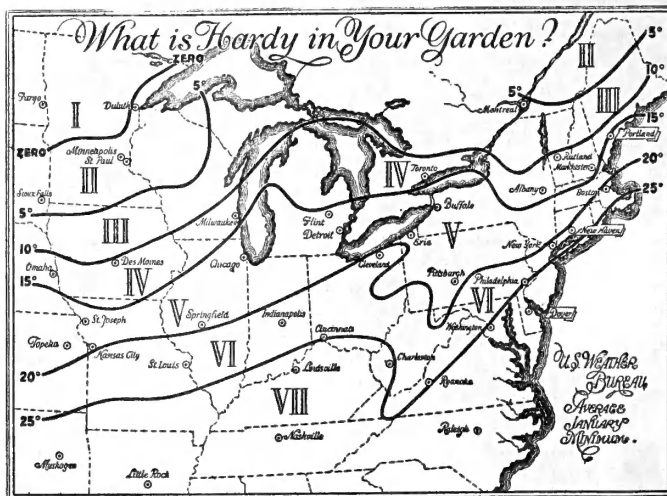 What is Hardy in Your Garden?
ZERO
5°
II
5°
10°
I
Fargo
Duluth
5°
Montreal
III
15°
Portland
ZERO
Minneapolis
St Paul
II
Rutland
Manchester
20°
Toronto
IV
Albany
Boston
25°
Sioux Falls
5°
Buffalo
III
Milwaukee
Flint
Detroit
Erie
V
New Haven
New York
10°
Omaha
Des Moines
IV
Chicago
Cleveland
Pittsburgh
Philadelphia
15°
VI
Dover
St Joseph
V
Springfield
Indianapolis
Washington
Topeka
Kansas City
Cincinnati
20°
St Louis
VI
Louisville
Charleston
Roanoke
U.S. WEATHER
BUREAU
AVERAGE
JANUARY
MINIMUM.
25°
VII
Nashville
Raleigh
Muskogee
Little Rock